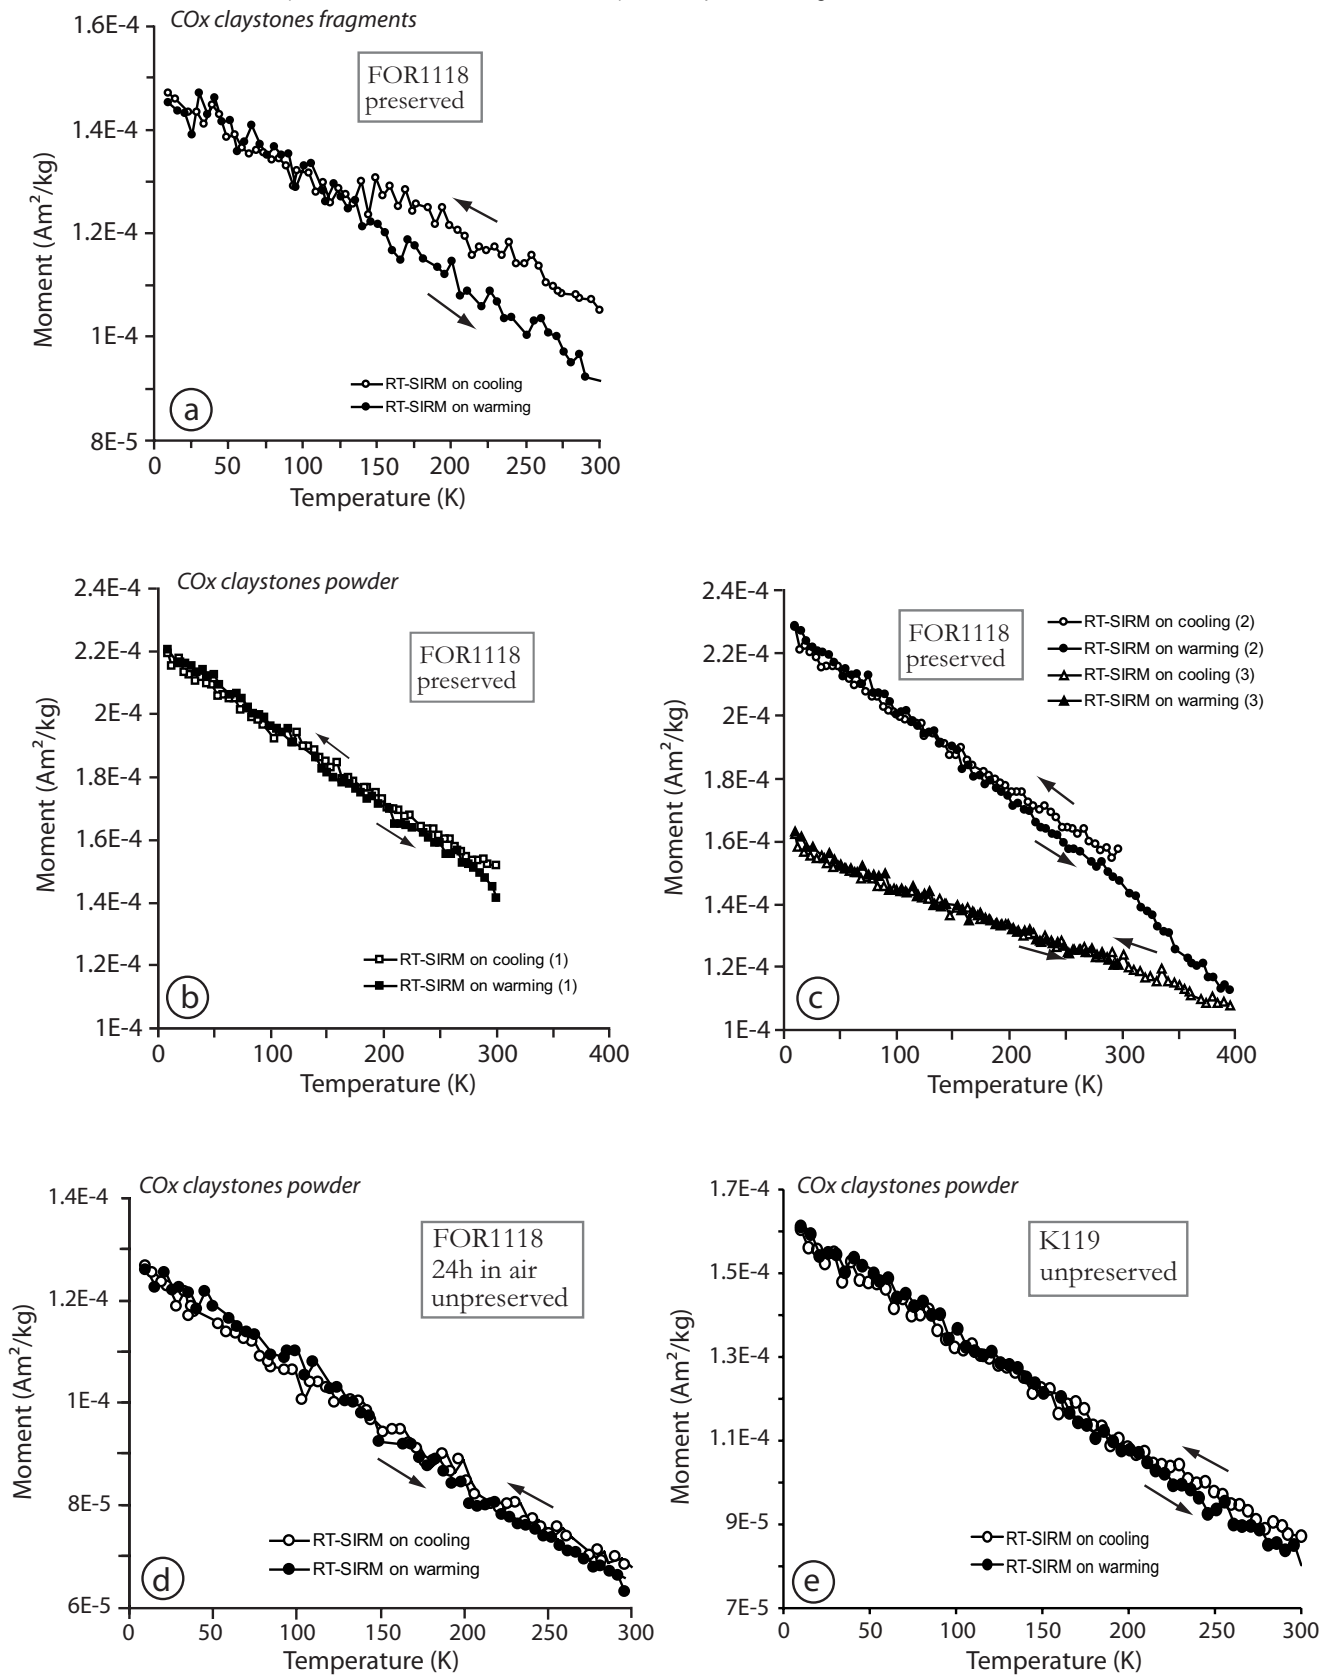 COx claystones fragments
FOR1118
preserved
1.6E-4
1.4E-4
1.2E-4
1E-4
8E-5
Moment (Am²/kg)
RT-SIRM on cooling
RT-SIRM on warming
a
0 50 100 150 200 250 300
Temperature (K)
COx claystones powder
FOR1118
preserved
2.4E-4
2.2E-4
2E-4
1.8E-4
1.6E-4
1.4E-4
1.2E-4
1E-4
Moment (Am²/kg)
RT-SIRM on cooling (1)
RT-SIRM on warming (1)
b
0 100 200 300 400
Temperature (K)
FOR1118
preserved
RT-SIRM on cooling (2)
RT-SIRM on warming (2)
RT-SIRM on cooling (3)
RT-SIRM on warming (3)
2.4E-4
2.2E-4
2E-4
1.8E-4
1.6E-4
1.4E-4
1.2E-4
1E-4
Moment (Am²/kg)
c
0 100 200 300 400
Temperature (K)
COx claystones powder
FOR1118
24h in air
unpreserved
1.4E-4
1.2E-4
1E-4
8E-5
6E-5
Moment (Am²/kg)
RT-SIRM on cooling
RT-SIRM on warming
d
0 50 100 150 200 250 300
Temperature (K)
COx claystones powder
K119
unpreserved
1.7E-4
1.5E-4
1.3E-4
1.1E-4
9E-5
7E-5
Moment (Am²/kg)
RT-SIRM on cooling
RT-SIRM on warming
e
0 50 100 150 200 250 300
Temperature (K)